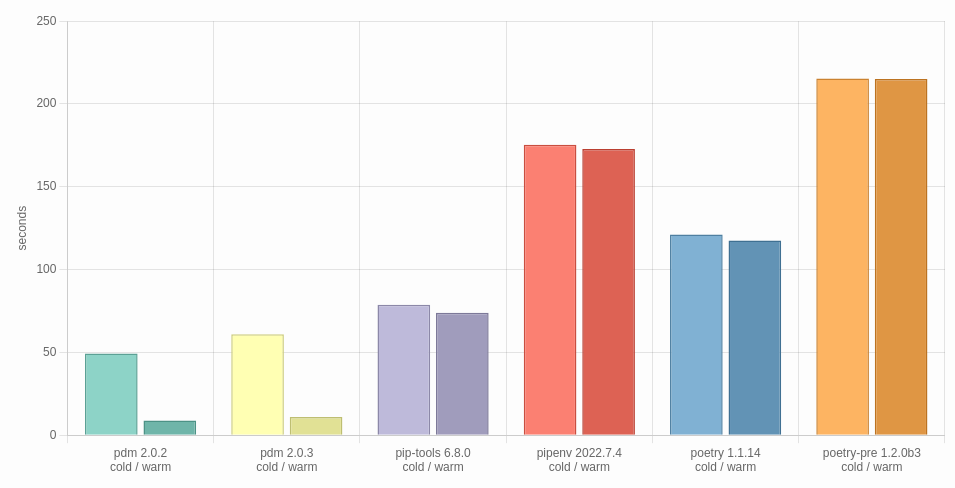 250
200
150
100
50
0
seconds
pdm 2.0.2
cold / warm
pdm 2.0.3
cold / warm
pip-tools 6.8.0
cold / warm
pipenv 2022.7.4
cold / warm
poetry 1.1.14
cold / warm
poetry-pre 1.2.0b3
cold / warm